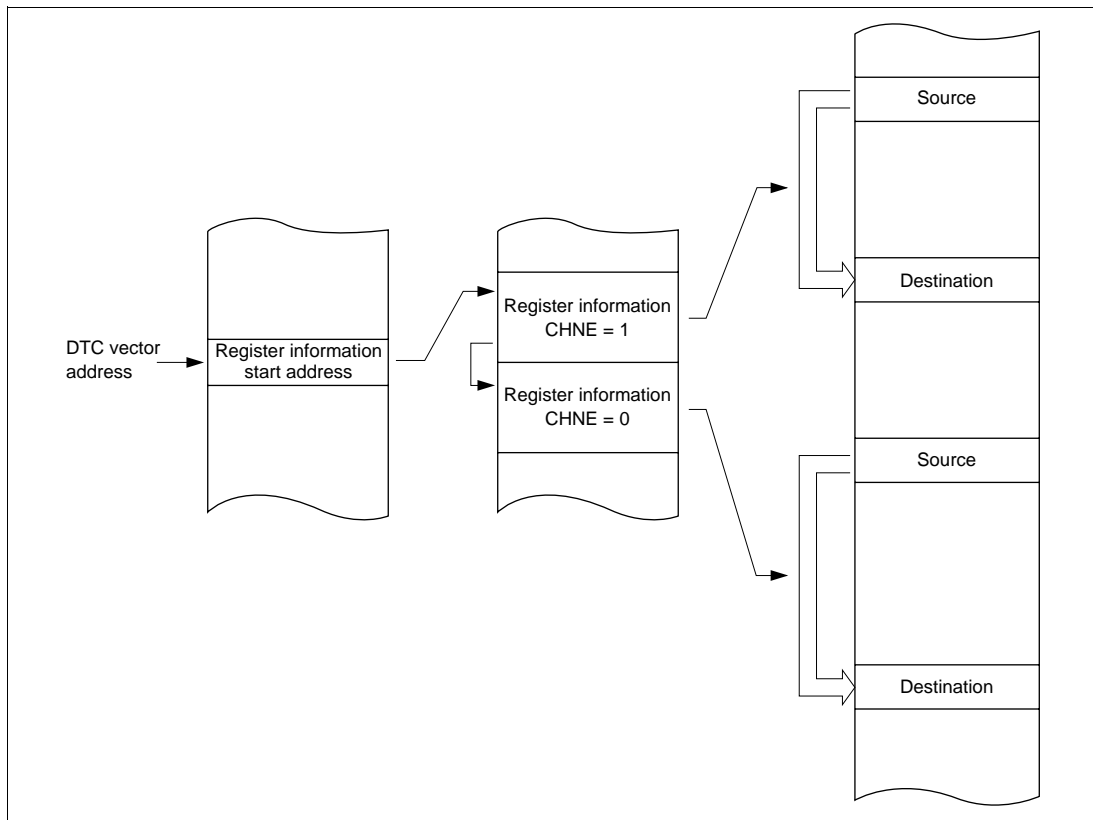 DTC vector
address
Register information
start address
Register information
CHNE = 1
Register information
CHNE = 0
Source
Destination
Source
Destination